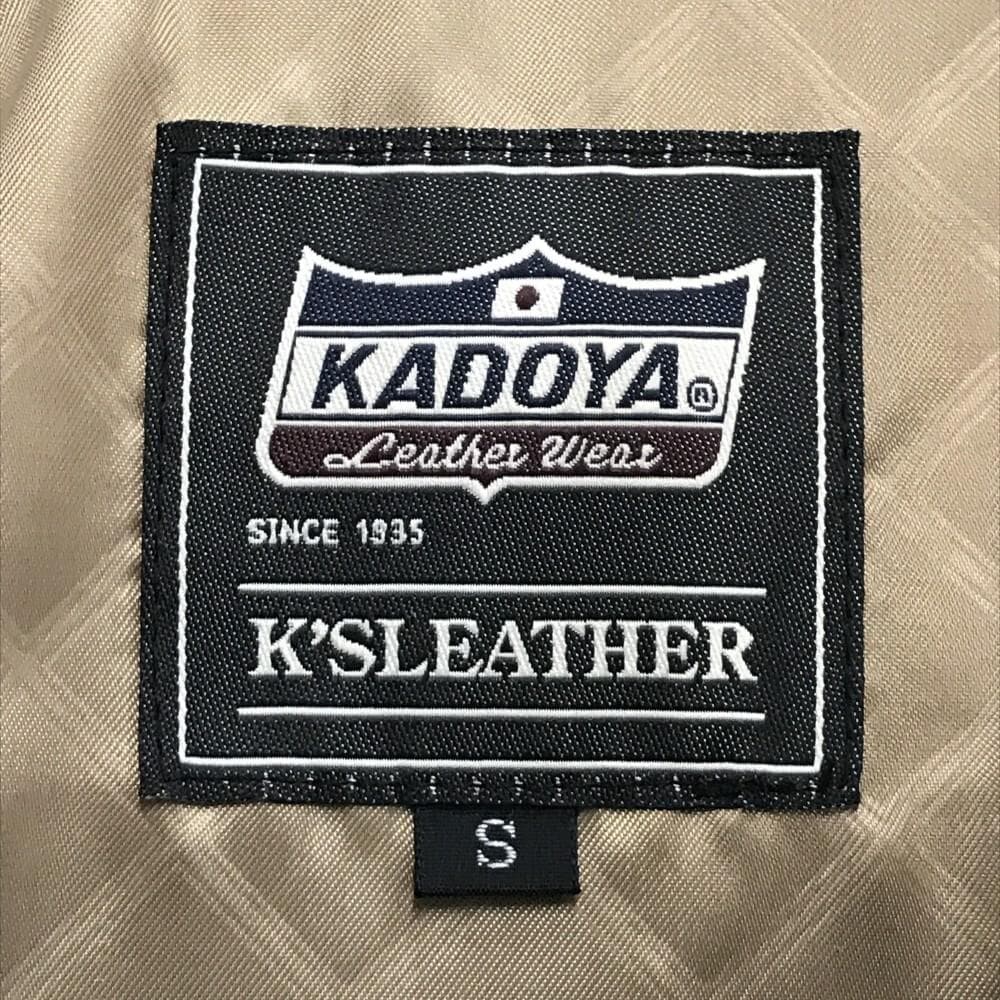 KADOYA®
Leather Wear
SINCE 1935
K'SLEATHER
S